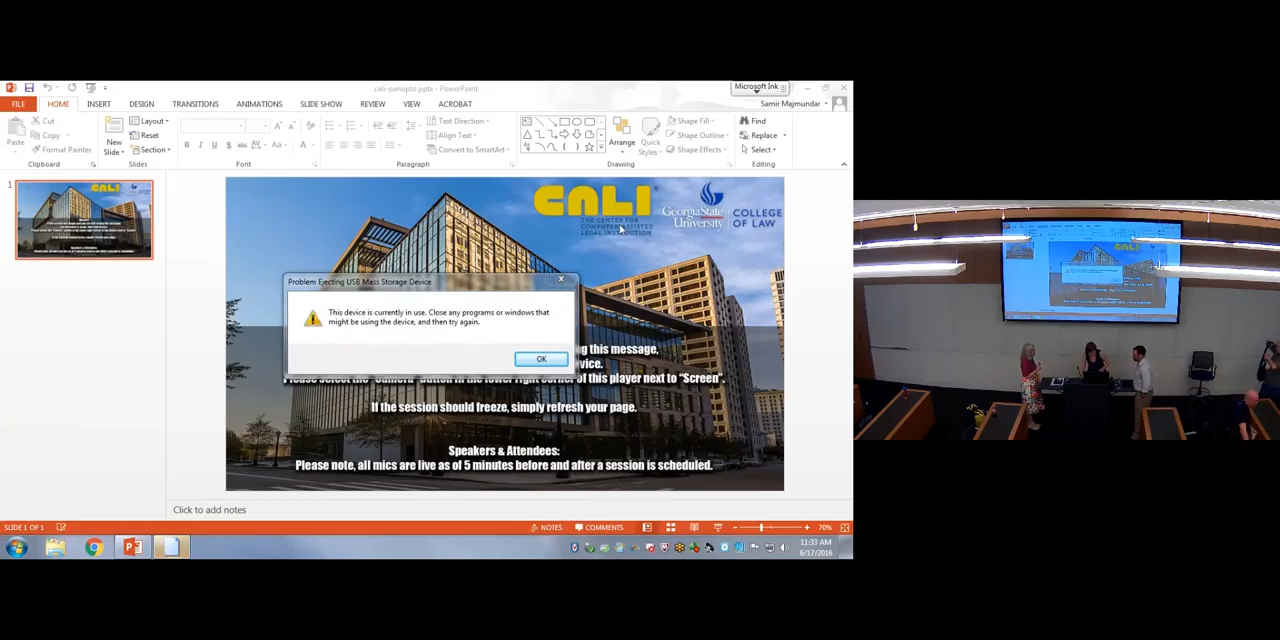 cali-panopto.pptx - PowerPoint
Microsoft Ink
FILE
HOME
INSERT
DESIGN
TRANSITIONS
ANIMATIONS
SLIDE SHOW
REVIEW
VIEW
ACROBAT
Samir Majmundar
Paste
Cut
Copy
Format Painter
Clipboard
New
Slide
Layout
Reset
Section
Slides
Font
Text Direction
Align Text
Convert to SmartArt
Paragraph
Arrange
Quick
Styles
Shape Fill
Shape Outline
Shape Effects
Drawing
Find
Replace
Select
Editing
1
CALI
THE CENTER FOR
COMPUTER-ASSISTED
LEGAL INSTRUCTION
GeorgiaState
University
COLLEGE
OF LAW
Problem Ejecting USB Mass Storage Device
This device is currently in use. Close any programs or windows that
might be using the device, and then try again.
OK
g this message,
vice.
Please select the "Camera" button in the lower right corner of this player next to "Screen".
If the session should freeze, simply refresh your page.
Speakers & Attendees:
Please note, all mics are live as of 5 minutes before and after a session is scheduled.
Click to add notes
SLIDE 1 OF 1
NOTES
COMMENTS
70%
11:33 AM
6/17/2016